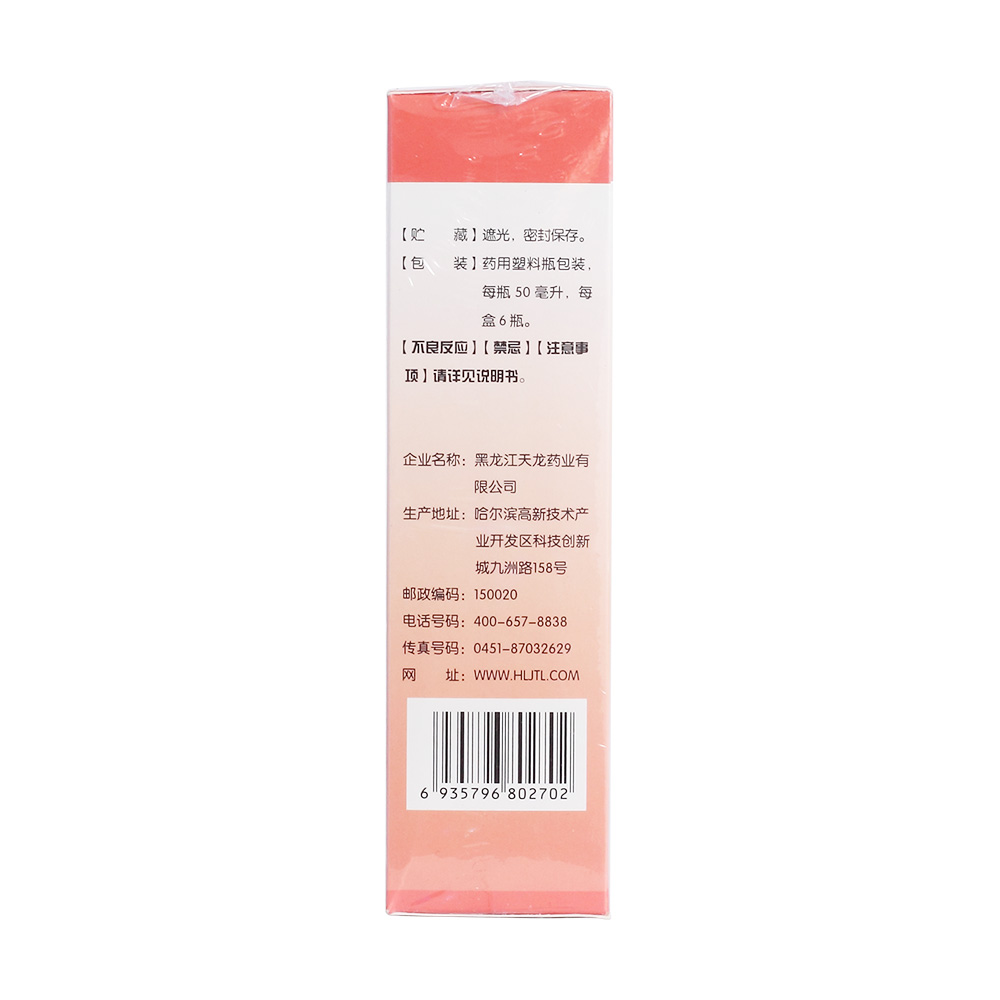 【贮　　藏】遮光，密封保存。
【包　　装】药用塑料瓶包装，
每瓶 50 毫升，每
盒 6 瓶。
【不良反应】【禁忌】【注意事
项】请详见说明书。
企业名称：黑龙江天龙药业有
限公司
生产地址：哈尔滨高新技术产
业开发区科技创新
城九洲路158号
邮政编码：150020
电话号码：400-657-8838
传真号码：0451-87032629
网　　址：WWW.HLJTL.COM
6 935796 802702